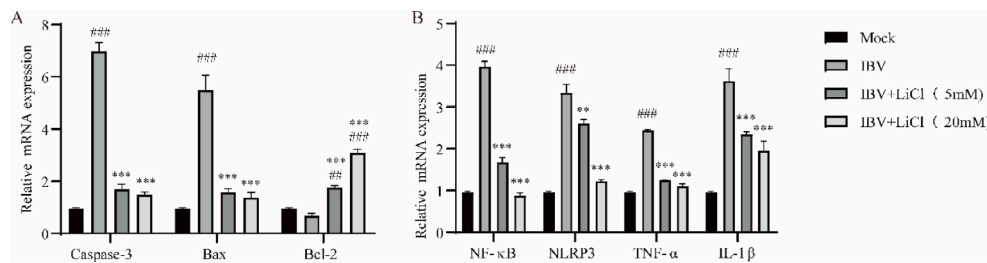 A
Relative mRNA expression
8
6
4
2
0
###
***
***
###
***
***
***
##
***
###
Caspase-3
Bax
Bcl-2
B
Relative mRNA expression
5
4
3
2
1
0
###
***
***
###
**
***
###
***
***
###
***
***
NF-κB
NLRP3
TNF-α
IL-1β
Mock
IBV
IBV+LiCl ( 5mM)
IBV+LiCl ( 20mM)